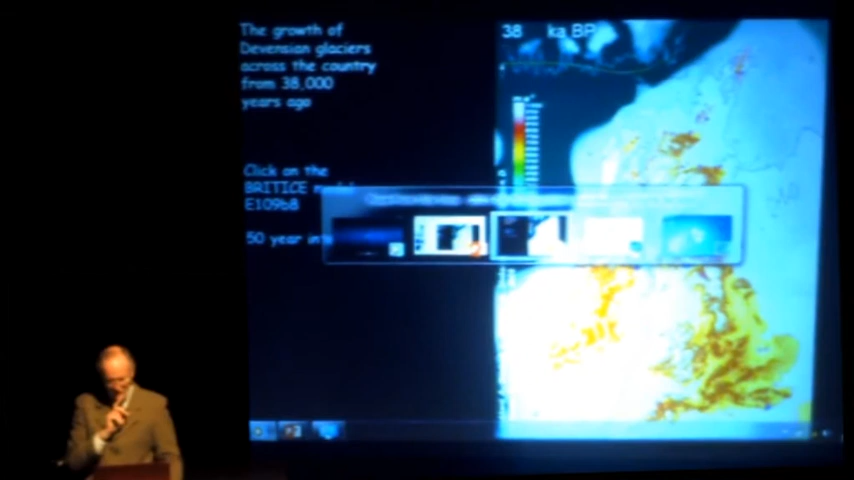 The growth of
Devensian glaciers
across the country
from 38,000
years ago
38 ka BP
Click on the
BRITICE
E109b8
50 year